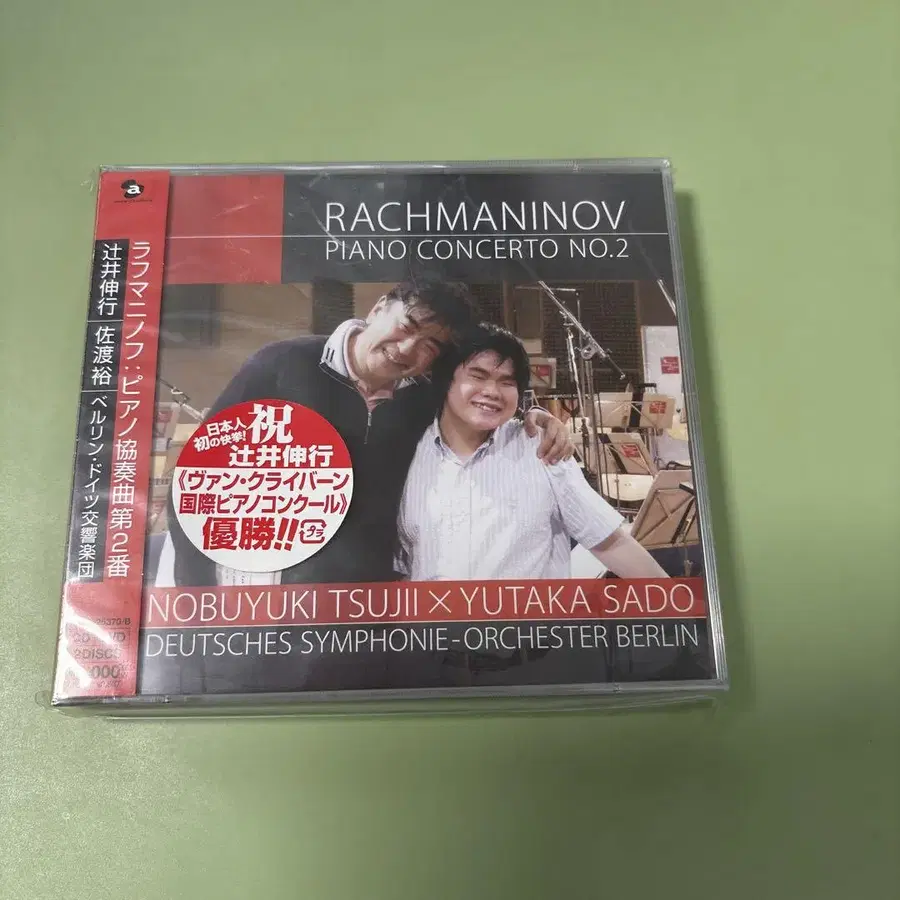 a
ラフマニノフ:ピアノ協奏曲第2番
辻井伸行 佐渡裕 ベルリン・ドイツ交響楽団
2DISCS
RACHMANINOV
PIANO CONCERTO NO.2
日本人
初の快挙!
祝
辻井伸行
《ヴァン・クライバーン
国際ピアノコンクール》
優勝!!
NOBUYUKI TSUJII×YUTAKA SADO
DEUTSCHES SYMPHONIE-ORCHESTER BERLIN